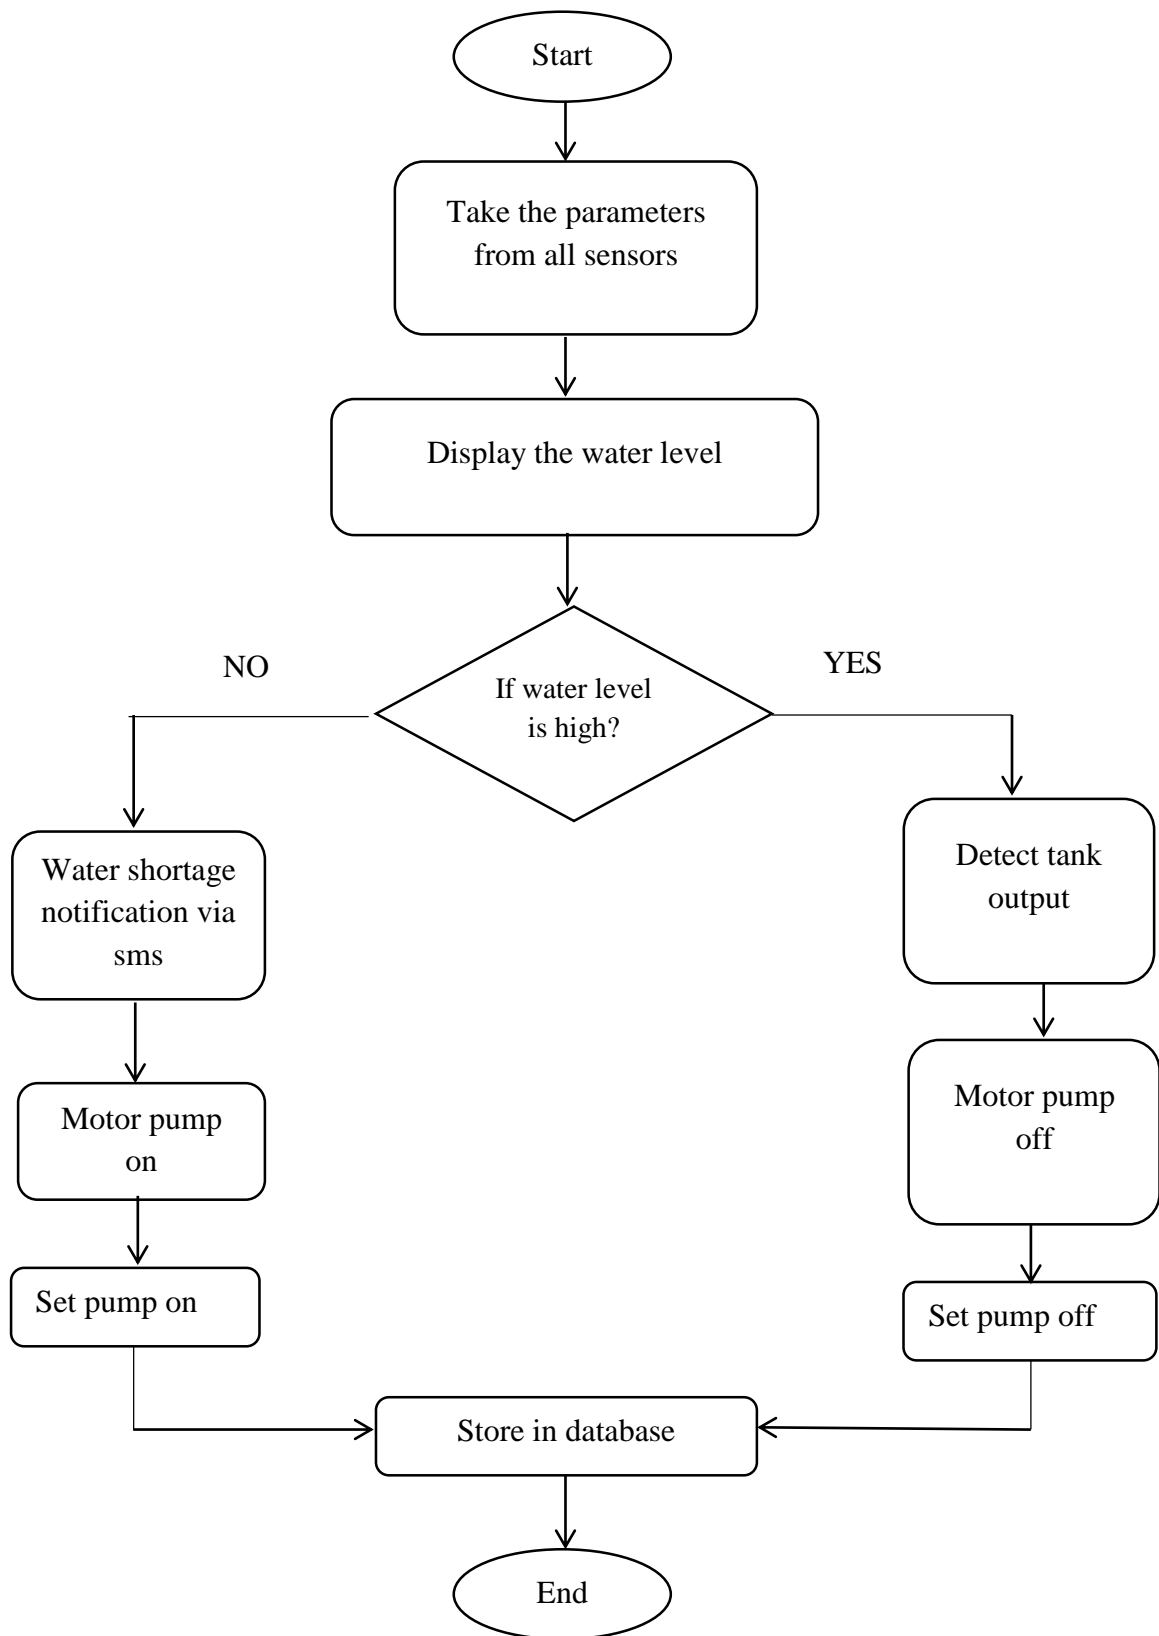 Start
Take the parameters
from all sensors
Display the water level
NO
YES
If water level
is high?
Water shortage
notification via
sms
Detect tank
output
Motor pump
on
Motor pump
off
Set pump on
Set pump off
Store in database
End